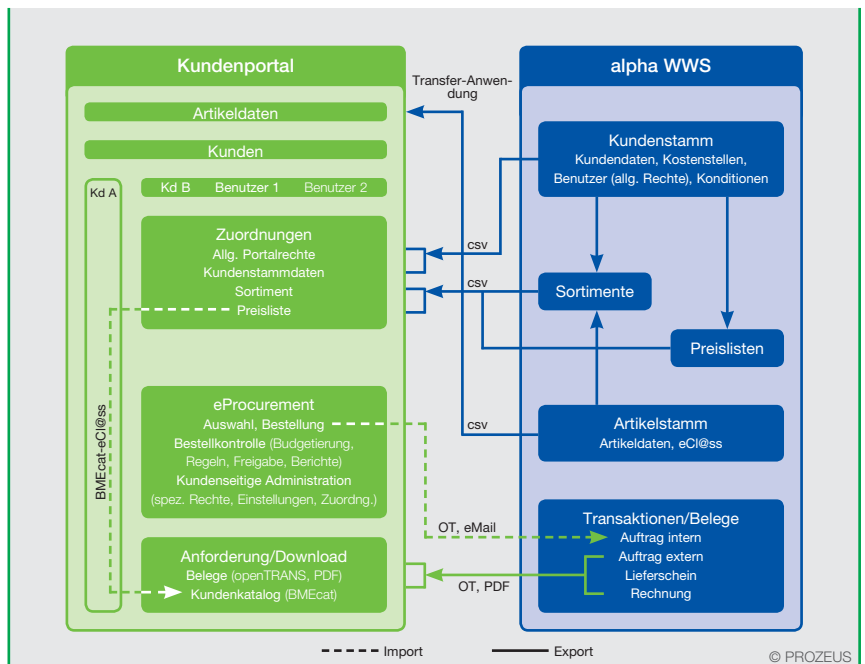 Kundenportal
Artikeldaten
Kunden
Kd A
Kd B Benutzer 1 Benutzer 2
Zuordnungen
Allg. Portalrechte
Kundenstammdaten
Sortiment
Preisliste
BMEcat-eCl@ss
eProcurement
Auswahl, Bestellung
Bestellkontrolle (Budgetierung,
Regeln, Freigabe, Berichte)
Kundenseitige Administration
(spez. Rechte, Einstellungen, Zuordng.)
Anforderung/Download
Belege (openTRANS, PDF)
Kundenkatalog (BMEcat)
Transfer-Anwen-
dung
csv
csv
csv
OT, eMail
OT, PDF
alpha WWS
Kundenstamm
Kundendaten, Kostenstellen,
Benutzer (allg. Rechte), Konditionen
Sortimente
Preislisten
Artikelstamm
Artikeldaten, eCl@ss
Transaktionen/Belege
Auftrag intern
Auftrag extern
Lieferschein
Rechnung
Import
Export
© PROZEUS